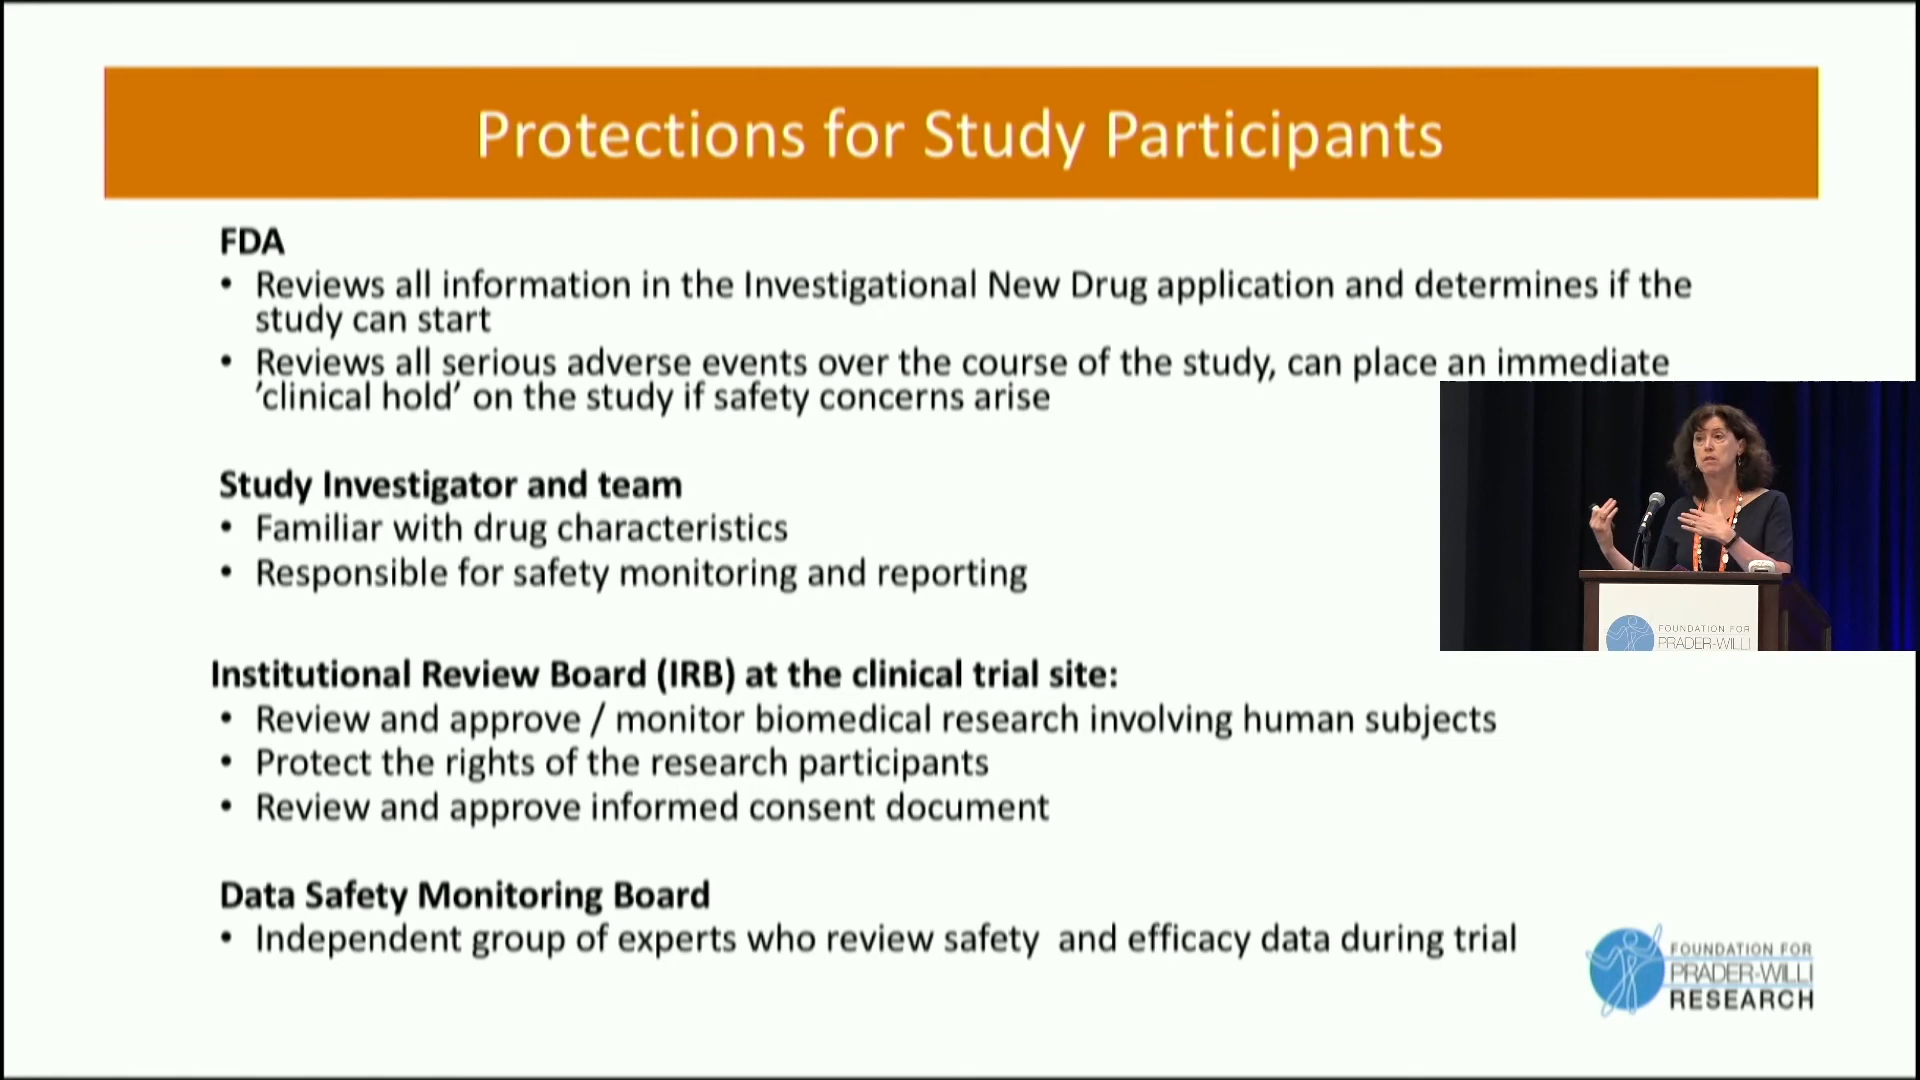 Protections for Study Participants
FDA
• Reviews all information in the Investigational New Drug application and determines if the
study can start
• Reviews all serious adverse events over the course of the study, can place an immediate
’clinical hold’ on the study if safety concerns arise
Study Investigator and team
• Familiar with drug characteristics
• Responsible for safety monitoring and reporting
FOUNDATION FOR
PRADER-WILLI
Institutional Review Board (IRB) at the clinical trial site:
• Review and approve / monitor biomedical research involving human subjects
• Protect the rights of the research participants
• Review and approve informed consent document
Data Safety Monitoring Board
• Independent group of experts who review safety  and efficacy data during trial
FOUNDATION FOR
PRADER-WILLI
RESEARCH